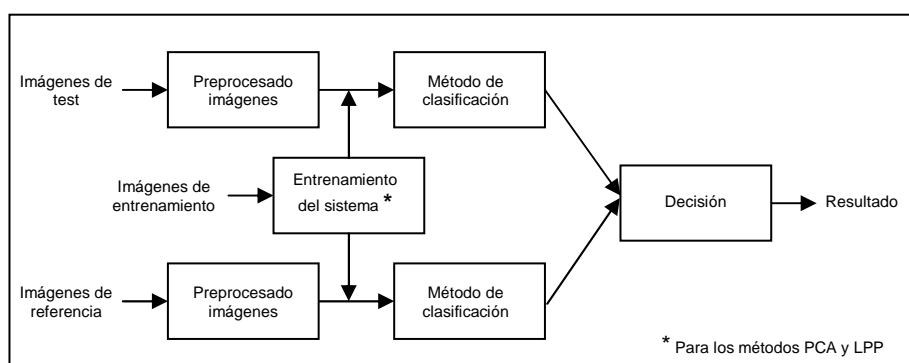 Imágenes de
test
Preprocesado
imágenes
Método de
clasificación
Imágenes de
entrenamiento
Entrenamiento
del sistema *
Decisión
Resultado
Imágenes de
referencia
Preprocesado
imágenes
Método de
clasificación
* Para los métodos PCA y LPP